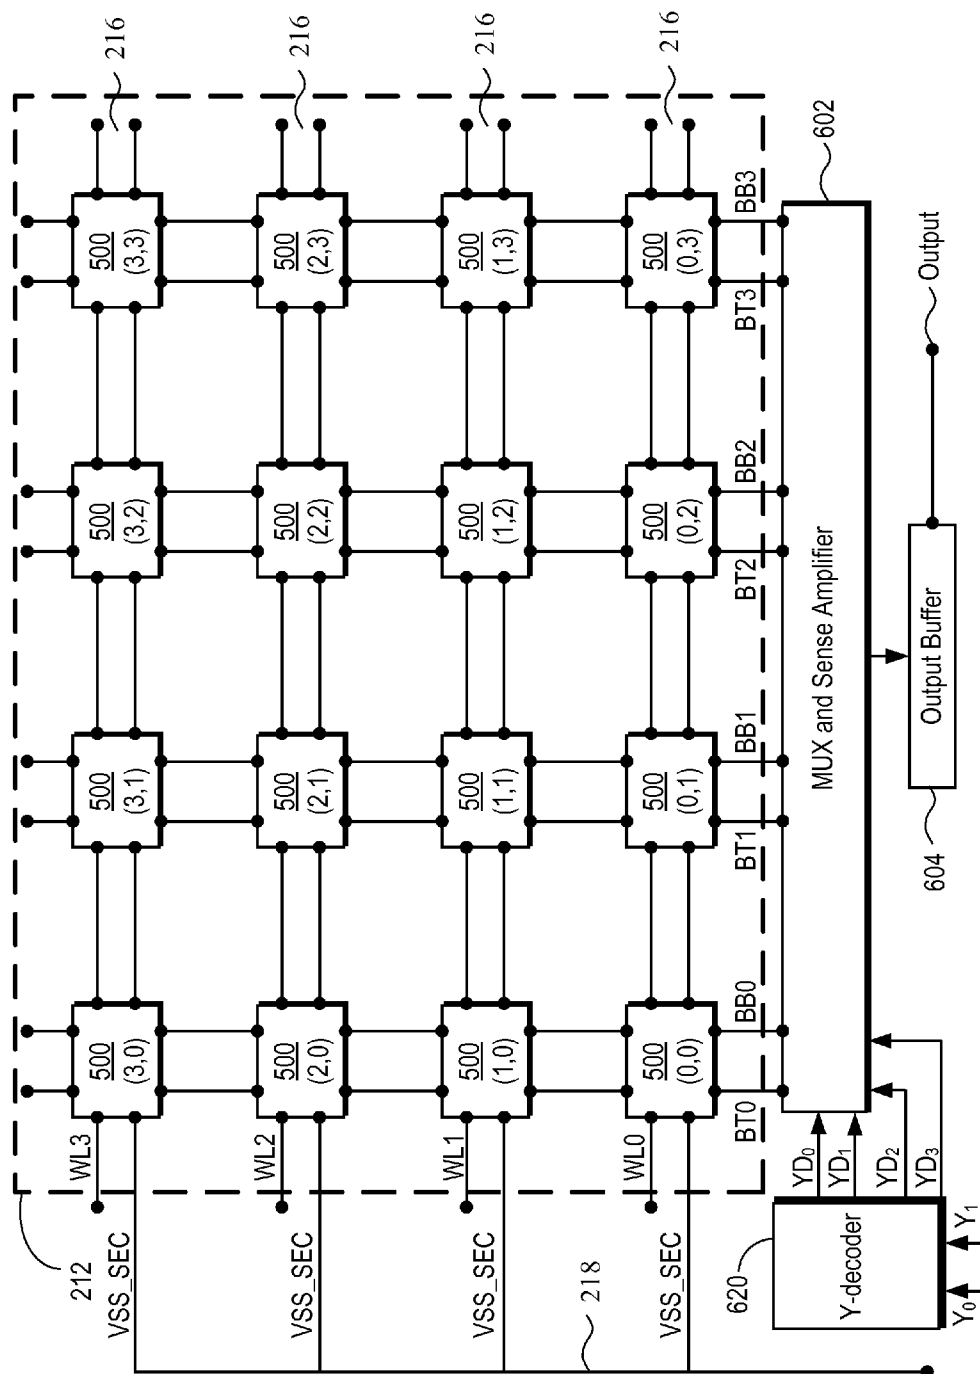 212
WL3
VSS_SEC
500
(3,0)
500
(3,1)
500
(3,2)
500
(3,3)
216
WL2
VSS_SEC
500
(2,0)
500
(2,1)
500
(2,2)
500
(2,3)
216
WL1
VSS_SEC
500
(1,0)
500
(1,1)
500
(1,2)
500
(1,3)
216
WL0
VSS_SEC
500
(0,0)
500
(0,1)
500
(0,2)
500
(0,3)
216
218
BT0
BB0
BT1
BB1
BT2
BB2
BT3
BB3
620
Y-decoder
YD₀
YD₁
YD₂
YD₃
Y₀
Y₁
MUX and Sense Amplifier
602
604
Output Buffer
Output